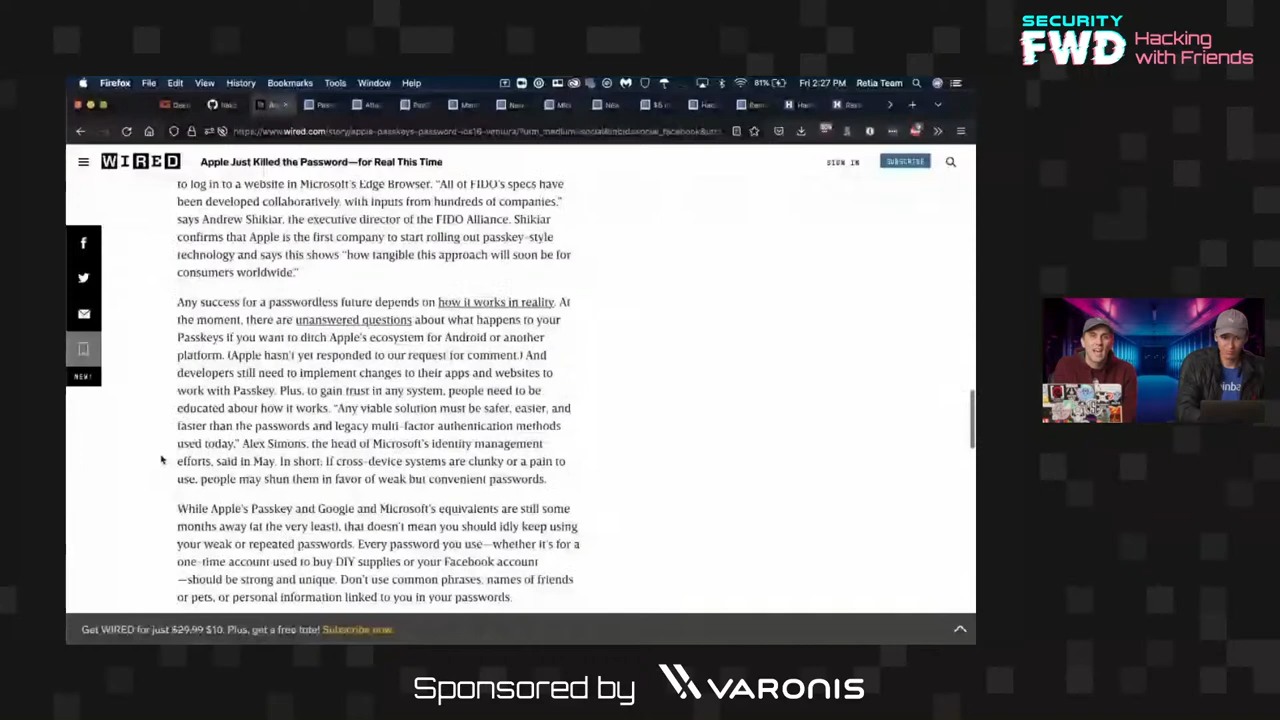 SECURITY
FWD Hacking
with Friends
Firefox File Edit View History Bookmarks Tools Window Help 81% Fri 2:27 PM Retia Team
WIRED Apple Just Killed the Password—for Real This Time SIGN IN SUBSCRIBE
to log in to a website in Microsoft's Edge Browser. “All of FIDO's specs have
been developed collaboratively, with inputs from hundreds of companies,”
says Andrew Shikiar, the executive director of the FIDO Alliance. Shikiar
confirms that Apple is the first company to start rolling out passkey-style
technology and says this shows “how tangible this approach will soon be for
consumers worldwide.”
Any success for a passwordless future depends on how it works in reality. At
the moment, there are unanswered questions about what happens to your
Passkeys if you want to ditch Apple's ecosystem for Android or another
platform. (Apple hasn't yet responded to our request for comment.) And
developers still need to implement changes to their apps and websites to
work with Passkey. Plus, to gain trust in any system, people need to be
educated about how it works. “Any viable solution must be safer, easier, and
faster than the passwords and legacy multi-factor authentication methods
used today,” Alex Simons, the head of Microsoft's identity management
efforts, said in May. In short: If cross-device systems are clunky or a pain to
use, people may shun them in favor of weak but convenient passwords.
While Apple's Passkey and Google and Microsoft's equivalents are still some
months away (at the very least), that doesn't mean you should idly keep using
your weak or repeated passwords. Every password you use—whether it's for a
one-time account used to buy DIY supplies or your Facebook account
—should be strong and unique. Don't use common phrases, names of friends
or pets, or personal information linked to you in your passwords.
NEW!
Get WIRED for just $29.99 $10. Plus, get a free tote! Subscribe now.
Sponsored by VARONIS